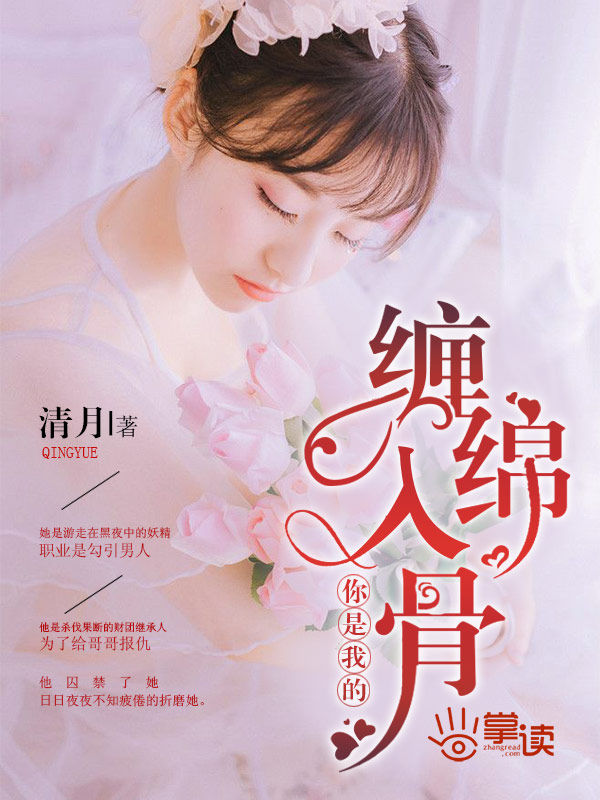 缠绵入骨
你是我的
清月 著
QINGYUE
她是游走在黑夜中的妖精
职业是勾引男人
他是杀伐果断的财团继承人
为了给哥哥报仇
他囚禁了她
日日夜夜不知疲倦的折磨她。
掌读
zhangread
.com